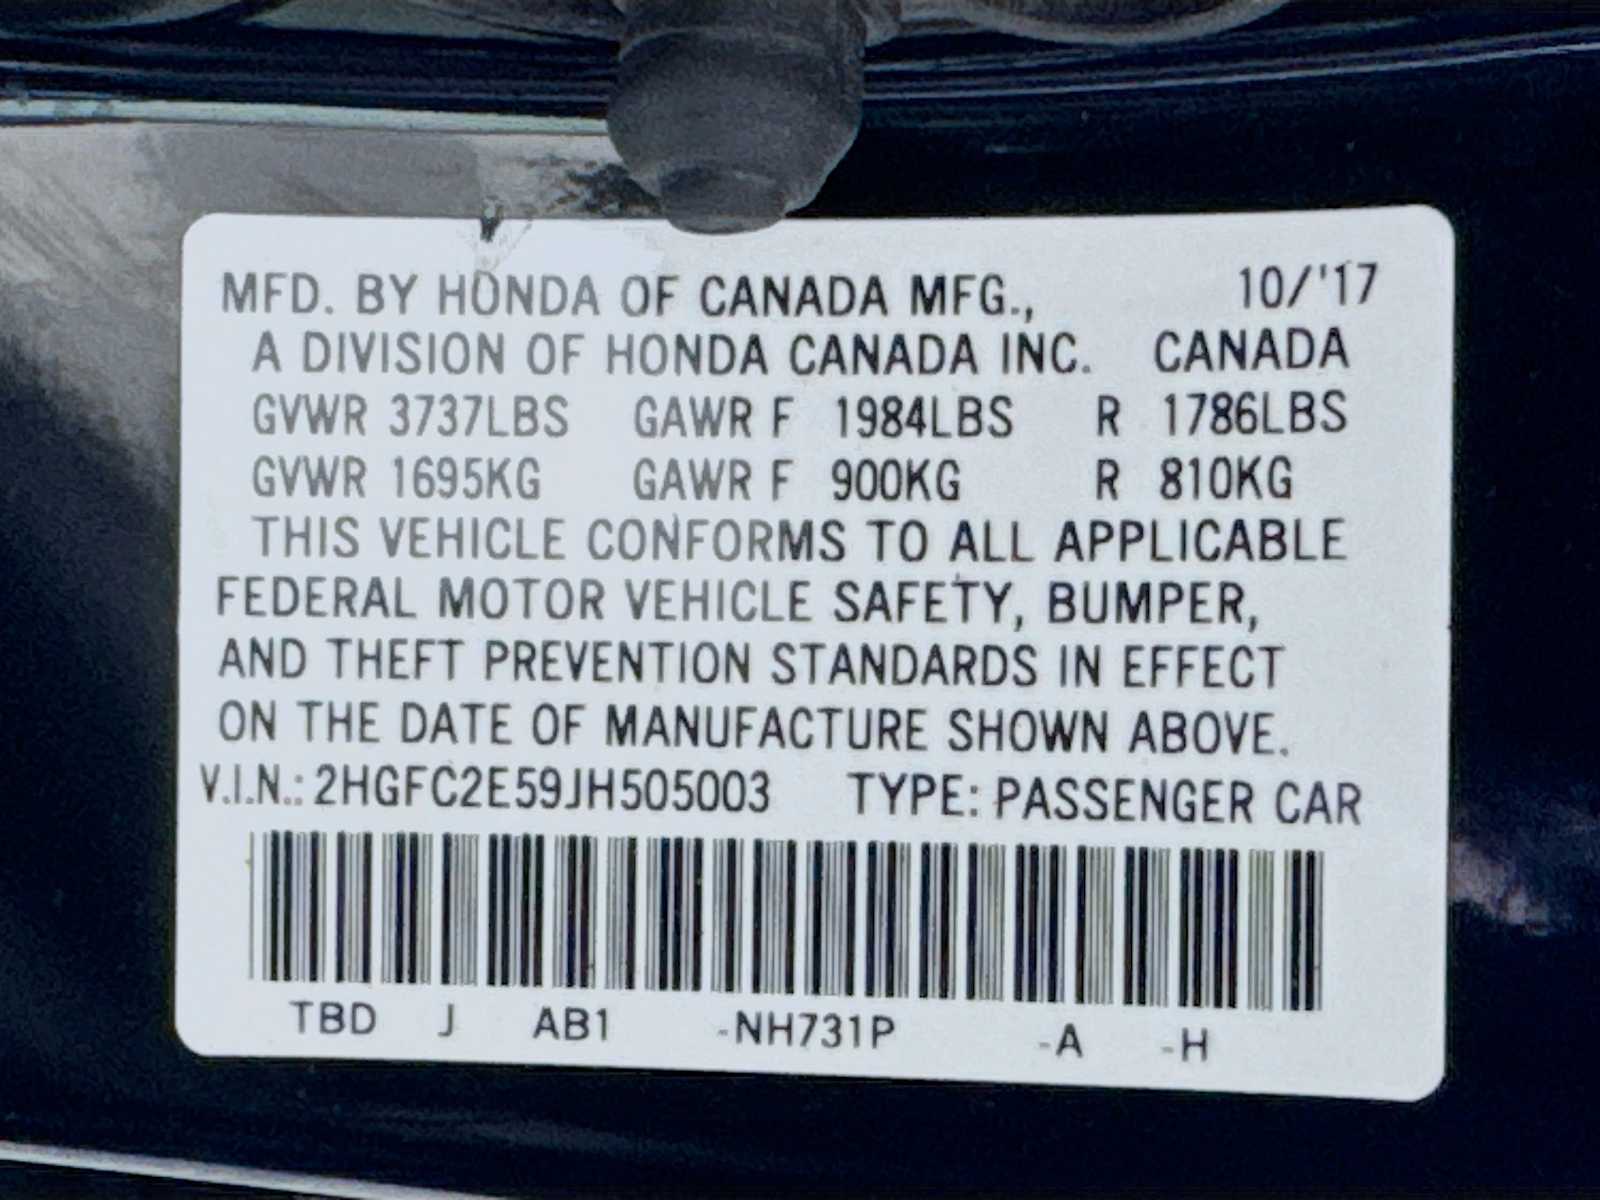 MFD. BY HONDA OF CANADA MFG., 10/'17
A DIVISION OF HONDA CANADA INC. CANADA
GVWR 3737LBS GAWR F 1984LBS R 1786LBS
GVWR 1695KG GAWR F 900KG R 810KG
THIS VEHICLE CONFORMS TO ALL APPLICABLE
FEDERAL MOTOR VEHICLE SAFETY, BUMPER,
AND THEFT PREVENTION STANDARDS IN EFFECT
ON THE DATE OF MANUFACTURE SHOWN ABOVE.
V.I.N.: 2HGFC2E59JH505003 TYPE: PASSENGER CAR
TBD J AB1 -NH731P -A -H